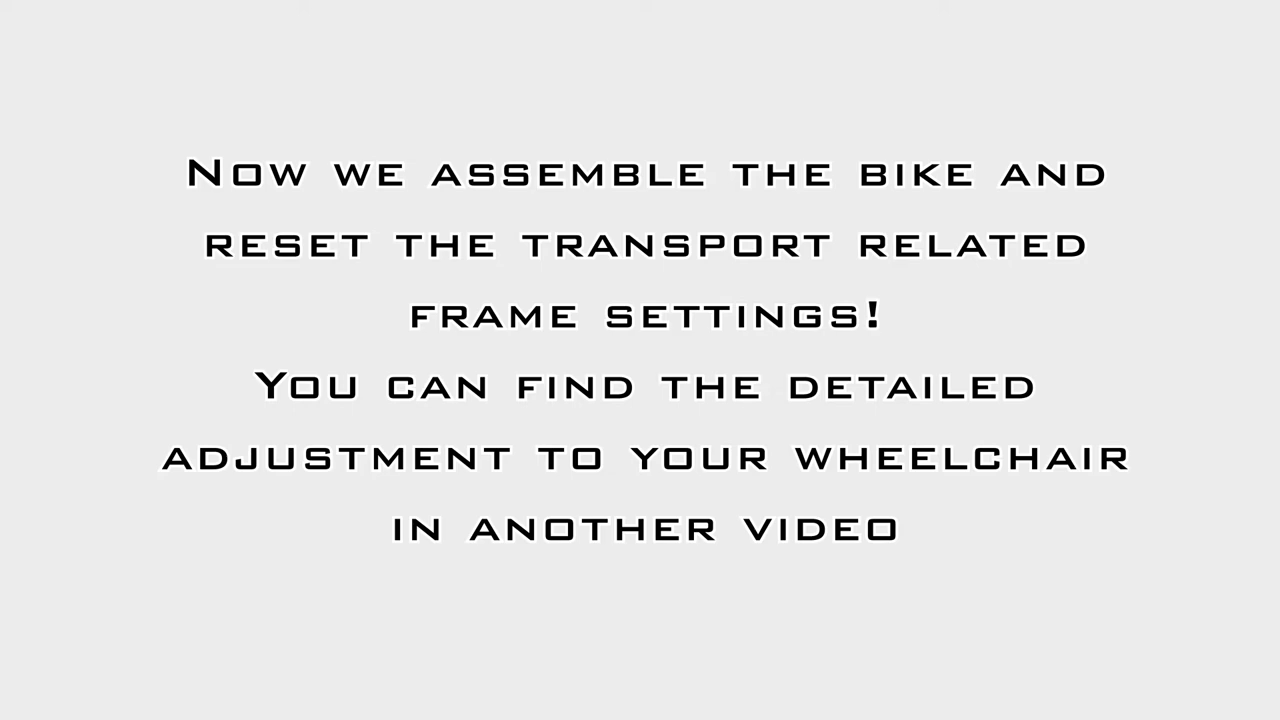 Now we assemble the bike and
reset the transport related
frame settings!
You can find the detailed
adjustment to your wheelchair
in another video